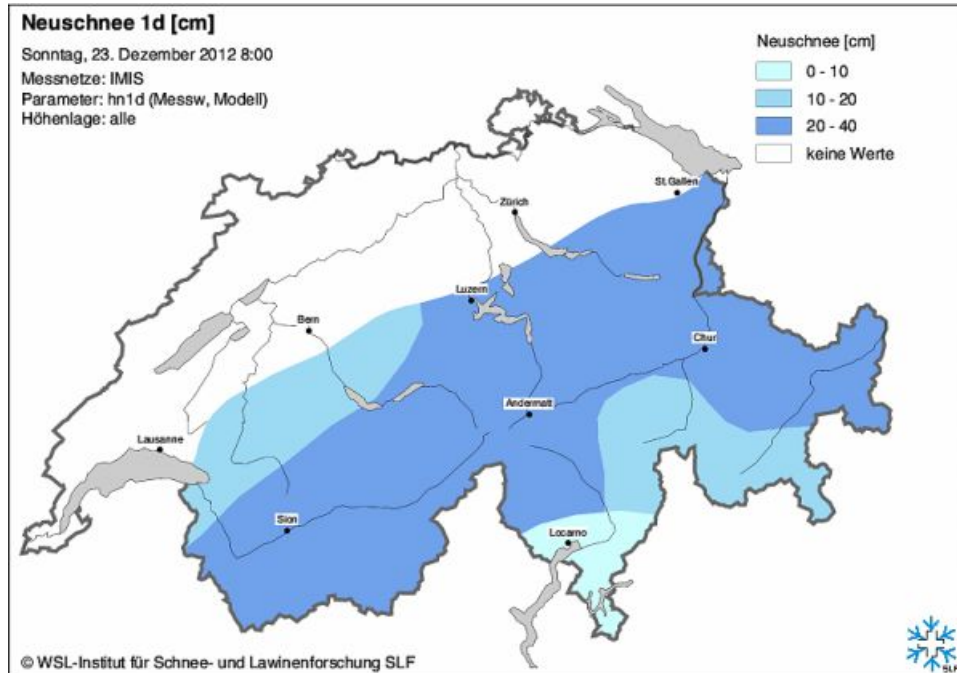 Neuschnee 1d [cm]
Sonntag, 23. Dezember 2012 8:00
Messnetze: IMIS
Parameter: hn1d (Messw, Modell)
Höhenlage: alle
Neuschnee [cm]
0 - 10
10 - 20
20 - 40
keine Werte
St.Gallen
Zürich
Luzern
Bern
Chur
Andermatt
Lausanne
Sion
Locarno
© WSL-Institut für Schnee- und Lawinenforschung SLF
SLF